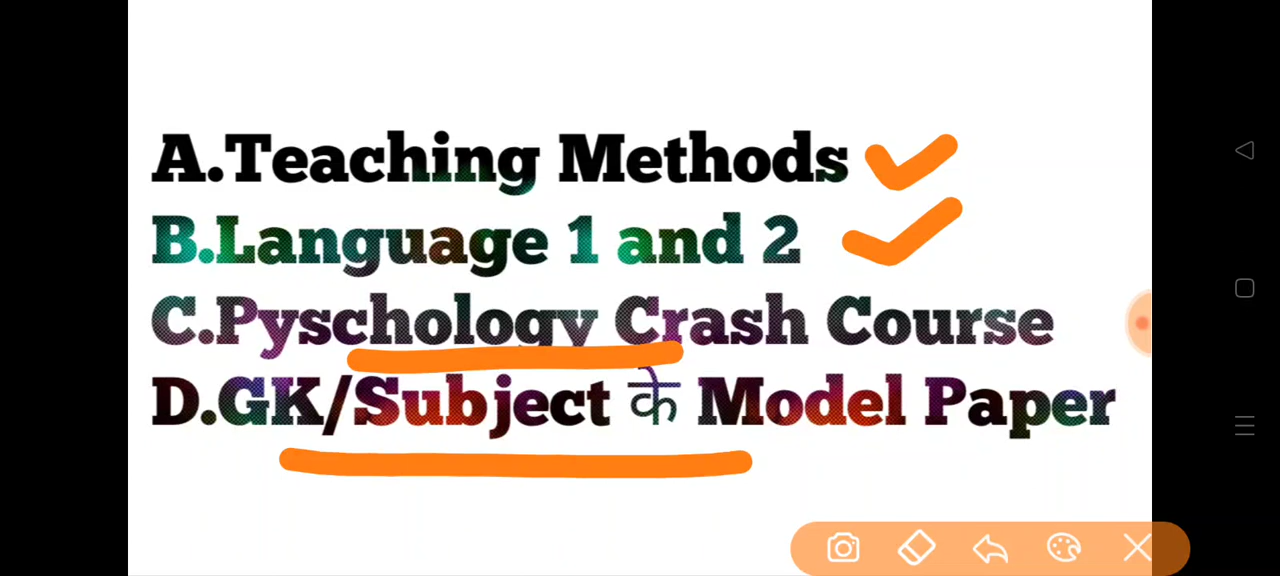 A.Teaching Methods
B.Language 1 and 2
C.Pyschology Crash Course
D.GK/Subject के Model Paper